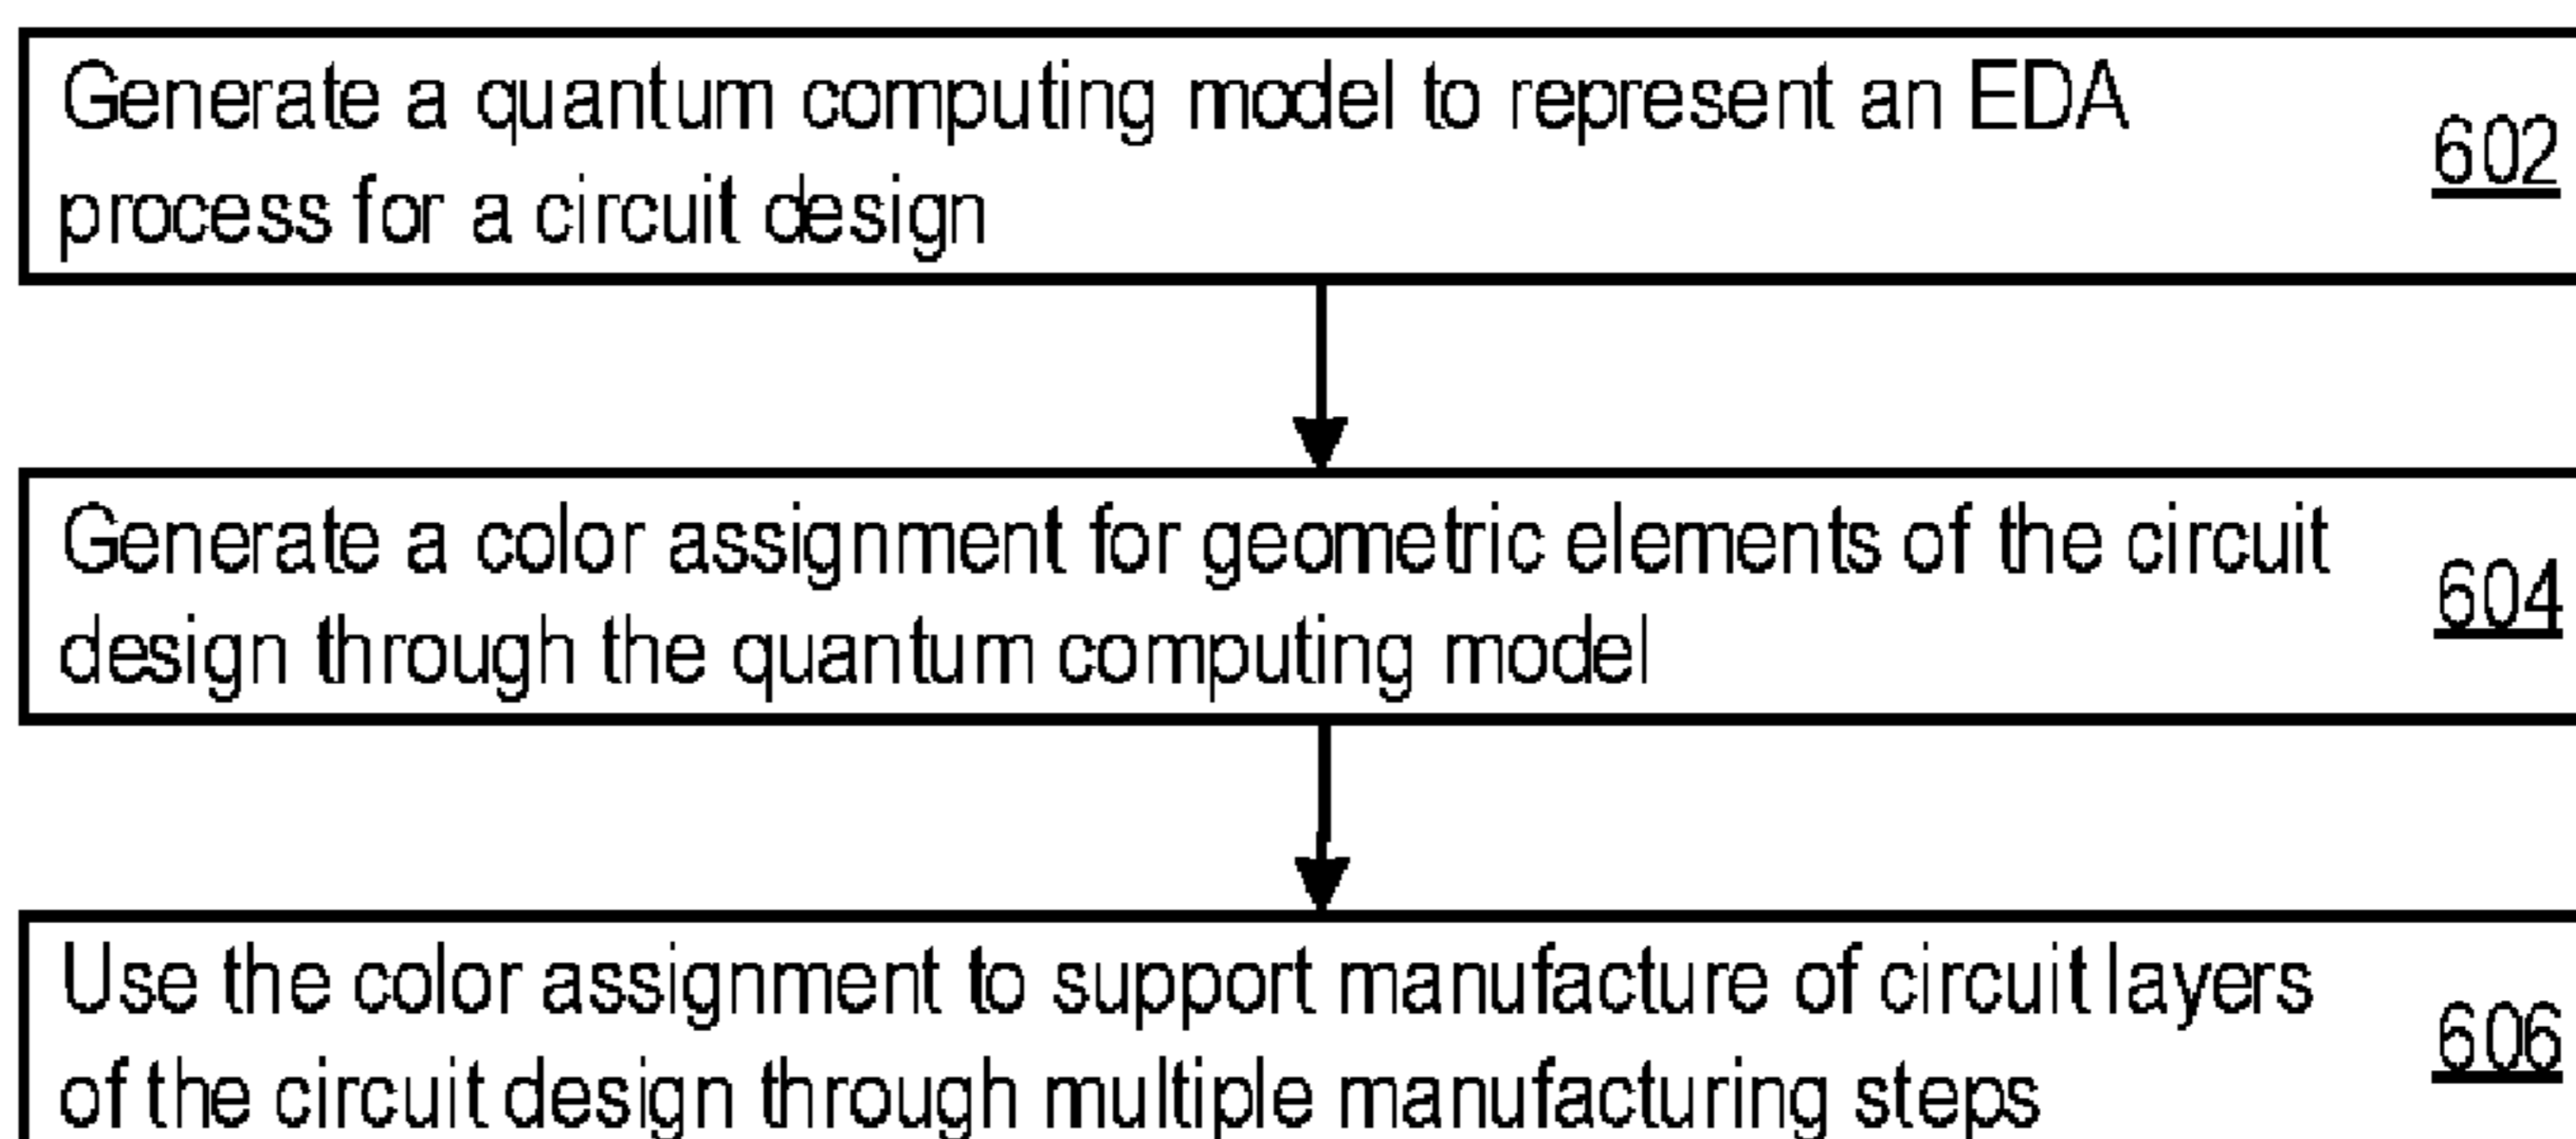 Generate a quantum computing model to represent an EDA
process for a circuit design
602
Generate a color assignment for geometric elements of the circuit
design through the quantum computing model
604
Use the color assignment to support manufacture of circuit layers
of the circuit design through multiple manufacturing steps
606